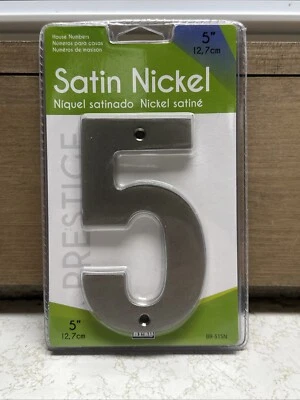 House Numbers
Números para casas
Numéros de maison
5"
12,7cm
Satin Nickel
Níquel satinado Nickel satiné
PRESTIGE
5
5"
12,7cm